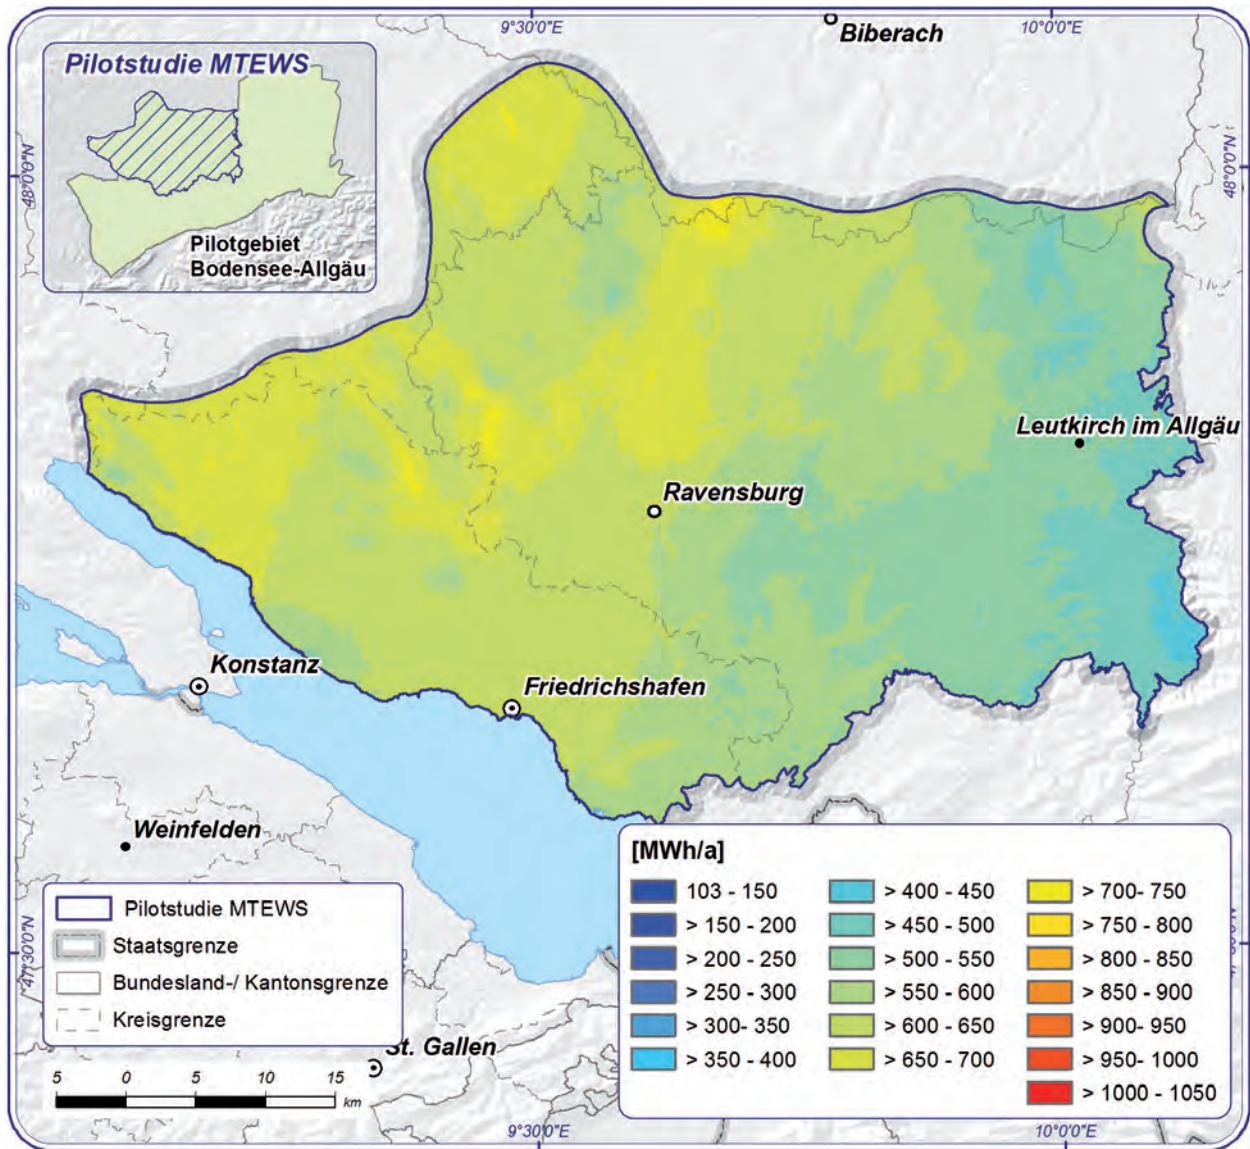 9°30'0"E
10°0'0"E
Biberach
Pilotstudie MTEWS
48°0'0"N
48°0'0"N
Pilotgebiet
Bodensee-Allgäu
Leutkirch im Allgäu
Ravensburg
Konstanz
Friedrichshafen
Weinfelden
[MWh/a]
103 - 150
> 150 - 200
> 200 - 250
> 250 - 300
> 300- 350
> 350 - 400
> 400 - 450
> 450 - 500
> 500 - 550
> 550 - 600
> 600 - 650
> 650 - 700
> 700- 750
> 750 - 800
> 800 - 850
> 850 - 900
> 900- 950
> 950- 1000
> 1000 - 1050
Pilotstudie MTEWS
Staatsgrenze
Bundesland-/ Kantonsgrenze
Kreisgrenze
47°30'0"N
St. Gallen
5 0 5 10 15
km
9°30'0"E
10°0'0"E